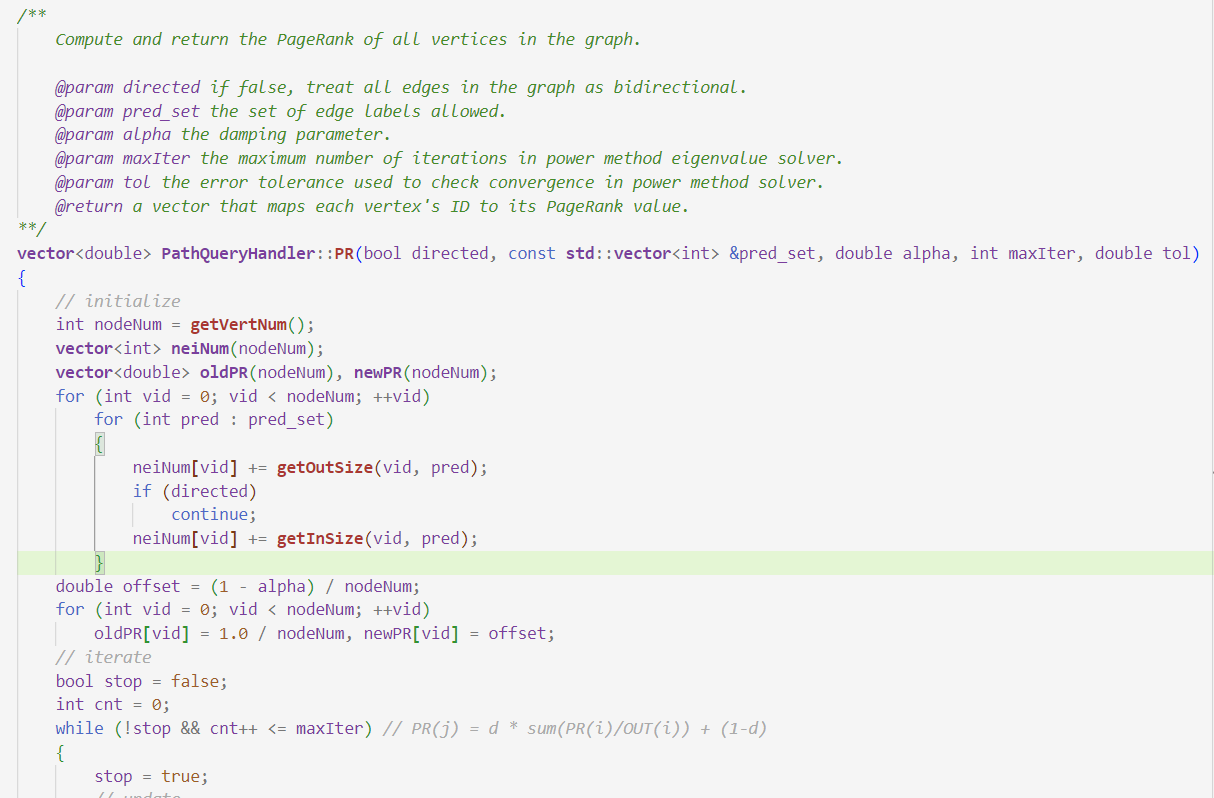 /**
Compute and return the PageRank of all vertices in the graph.
@param directed if false, treat all edges in the graph as bidirectional.
@param pred_set the set of edge labels allowed.
@param alpha the damping parameter.
@param maxIter the maximum number of iterations in power method eigenvalue solver.
@param tol the error tolerance used to check convergence in power method solver.
@return a vector that maps each vertex's ID to its PageRank value.
**/
vector<double> PathQueryHandler::PR(bool directed, const std::vector<int> &pred_set, double alpha, int maxIter, double tol)
{
// initialize
int nodeNum = getVertNum();
vector<int> neiNum(nodeNum);
vector<double> oldPR(nodeNum), newPR(nodeNum);
for (int vid = 0; vid < nodeNum; ++vid)
for (int pred : pred_set)
{
neiNum[vid] += getOutSize(vid, pred);
if (directed)
continue;
neiNum[vid] += getInSize(vid, pred);
}
double offset = (1 - alpha) / nodeNum;
for (int vid = 0; vid < nodeNum; ++vid)
oldPR[vid] = 1.0 / nodeNum, newPR[vid] = offset;
// iterate
bool stop = false;
int cnt = 0;
while (!stop && cnt++ <= maxIter) // PR(j) = d * sum(PR(i)/OUT(i)) + (1-d)
{
stop = true;